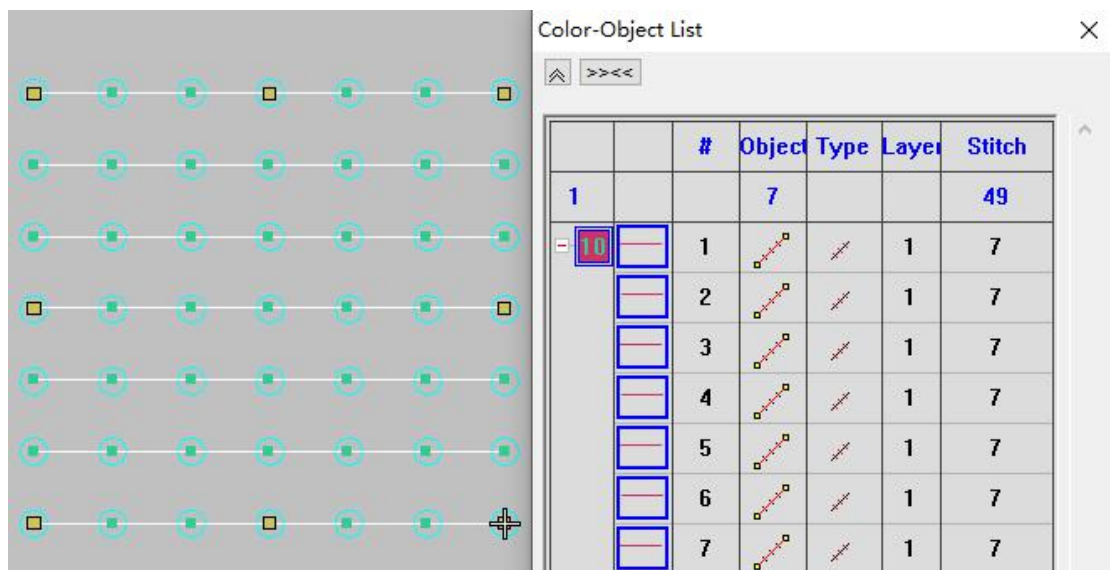 Color-Object List
>><<
# Object Type Layer Stitch
1 7 49
10 1 1 7
2 1 7
3 1 7
4 1 7
5 1 7
6 1 7
7 1 7